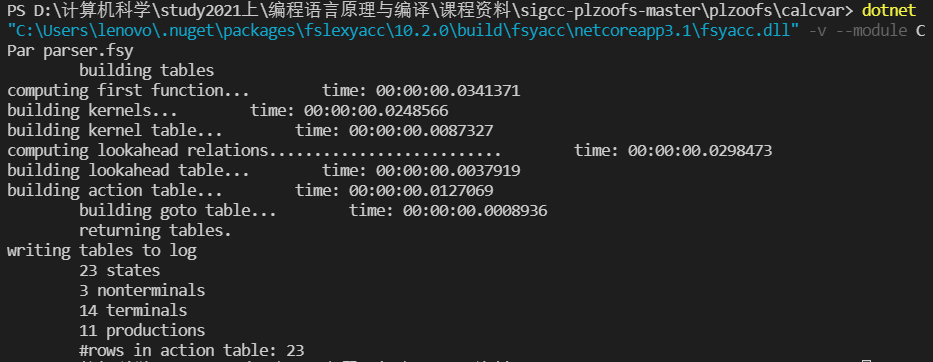 PS D:\计算机科学\study2021上\编程语言原理与编译\课程资料\sigcc-plzoofs-master\plzoofs\calcvar> dotnet
"C:\Users\lenovo\.nuget\packages\fslexyacc\10.2.0\build\fsyacc\netcoreapp3.1\fsyacc.dll" -v --module C
Par parser.fsy
building tables
computing first function... time: 00:00:00.0341371
building kernels... time: 00:00:00.0248566
building kernel table... time: 00:00:00.0087327
computing lookahead relations.......................... time: 00:00:00.0298473
building lookahead table... time: 00:00:00.0037919
building action table... time: 00:00:00.0127069
building goto table... time: 00:00:00.0008936
returning tables.
writing tables to log
23 states
3 nonterminals
14 terminals
11 productions
#rows in action table: 23